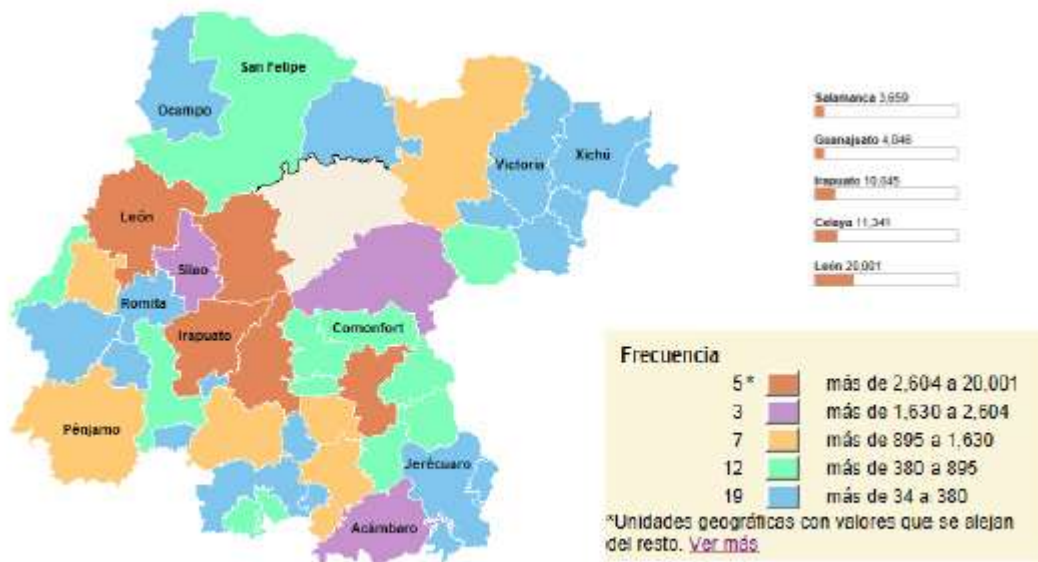 San Felipe
Ocampo
Victoria
Xichú
León
Silao
Romita
Irapuato
Comonfort
Pénjamo
Jerécuaro
Acámbaro
Salamanca 3,659
Guanajuato 4,846
Irapuato 10,845
Celaya 11,341
León 20,001
Frecuencia
5* más de 2,604 a 20,001
3 más de 1,630 a 2,604
7 más de 895 a 1,630
12 más de 380 a 895
19 más de 34 a 380
*Unidades geográficas con valores que se alejan
del resto. Ver más